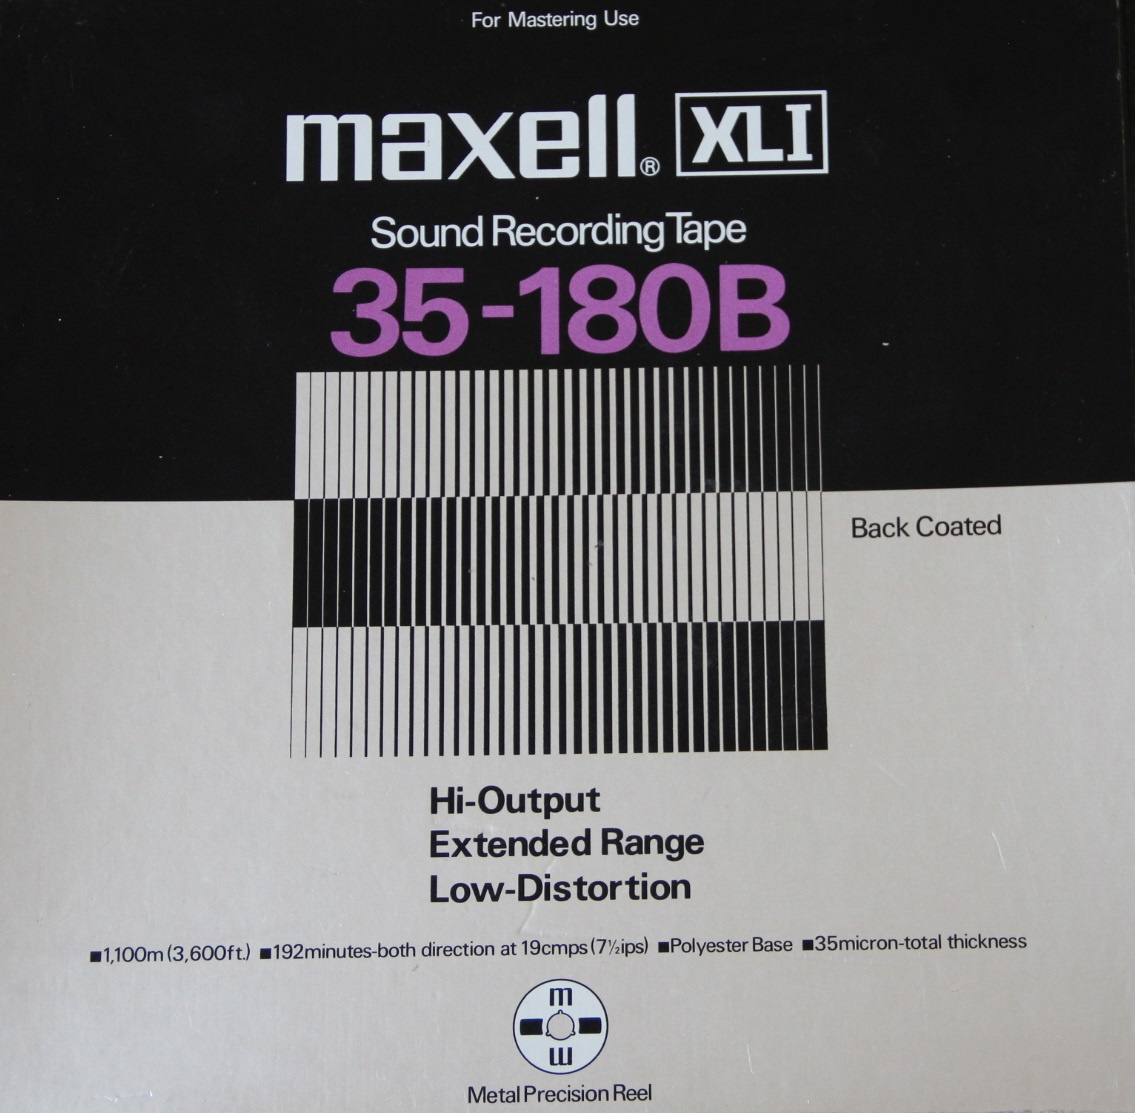 For Mastering Use
maxell® XLI
Sound Recording Tape
35-180B
Back Coated
Hi-Output
Extended Range
Low-Distortion
■1,100m (3,600ft.) ■192minutes-both direction at 19cmps (7½ips) ■Polyester Base ■35micron-total thickness
m
m
Metal Precision Reel